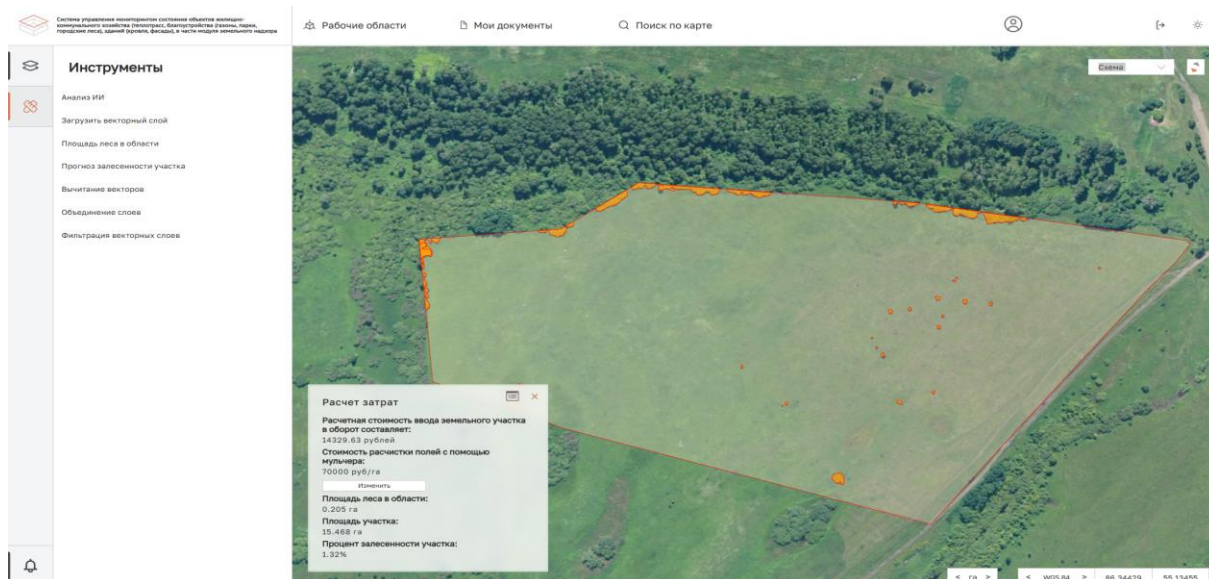 Система управления мониторингом состояния объектов жилищно-
коммунального хозяйства (теплотрасс, благоустройства (газоны, парки,
городские леса), зданий (кровля, фасады), в части модуля земельного надзора
Рабочие области
Мои документы
Поиск по карте
Инструменты
Анализ ИИ
Загрузить векторный слой
Площадь леса в области
Прогноз залесенности участка
Вычитание векторов
Объединение слоев
Фильтрация векторных слоев
Схема
Расчет затрат
Расчетная стоимость ввода земельного участка
в оборот составляет:
14329.63 рублей
Стоимость расчистки полей с помощью
мульчера:
70000 руб/га
Изменить
Площадь леса в области:
0.205 га
Площадь участка:
15.468 га
Процент залесенности участка:
1.32%
< га >
< WGS 84 >
86.34429
55.13455